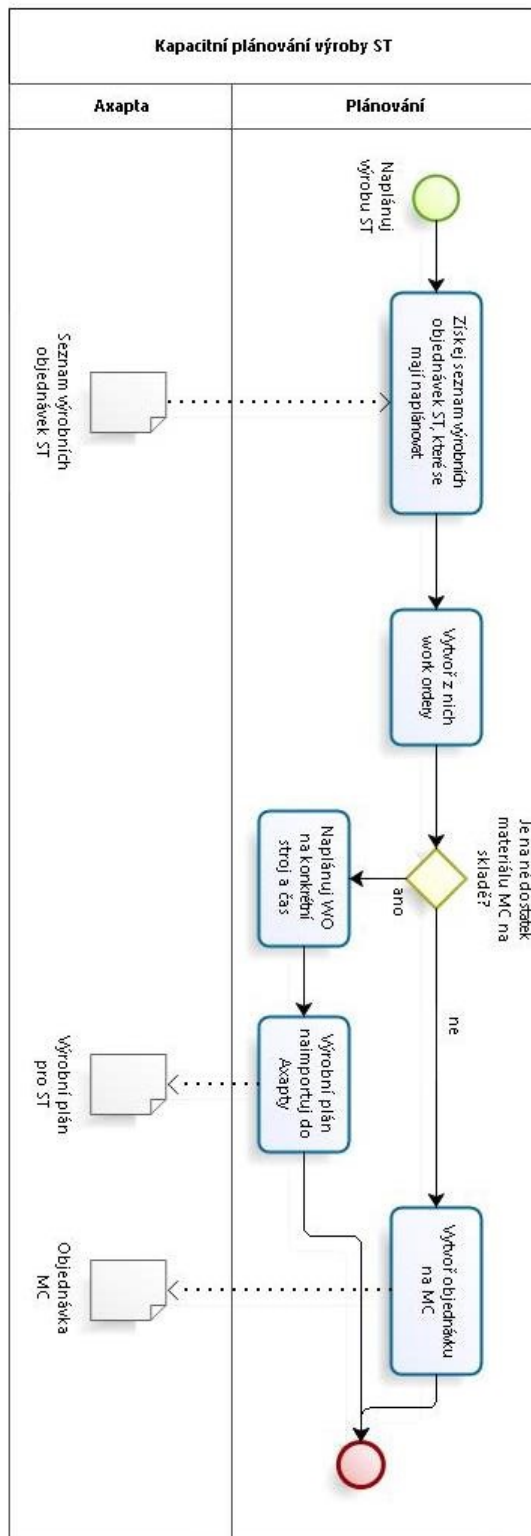 Kapacitní plánování výroby ST
Axapta
Plánování
Naplánuj
výrobu ST
Získej seznam výrobních
objednávek ST, které se
mají naplánovat
Seznam výrobních
objednávek ST
Vytvoř z nich
work ordery
Je na ně dostatek
materiálu MC na
skladě?
ano
ne
Naplánuj WO
na konkrétní
stroj a čas
Výrobní plán
naimportuj do
Axapty
Výrobní plán
pro ST
Vytvoř objednávku
na MC
Objednávka
MC